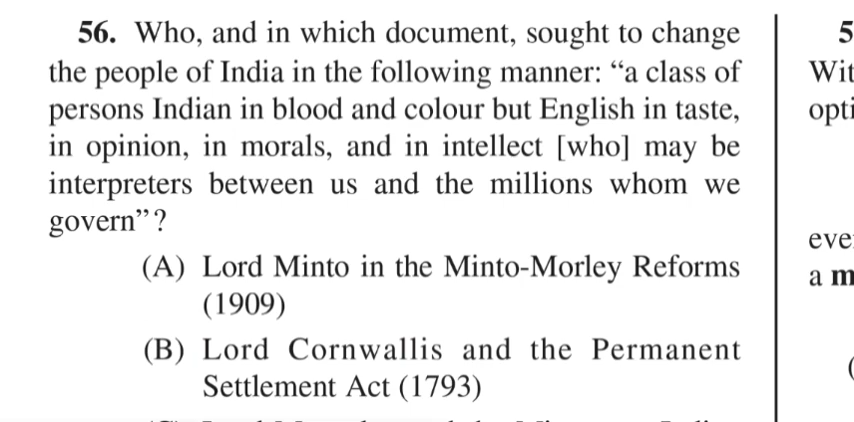 56. Who, and in which document, sought to change
the people of India in the following manner: “a class of
persons Indian in blood and colour but English in taste,
in opinion, in morals, and in intellect [who] may be
interpreters between us and the millions whom we
govern”?
(A) Lord Minto in the Minto-Morley Reforms
(1909)
(B) Lord Cornwallis and the Permanent
Settlement Act (1793)
5
Wit
opti
eve
a m
(